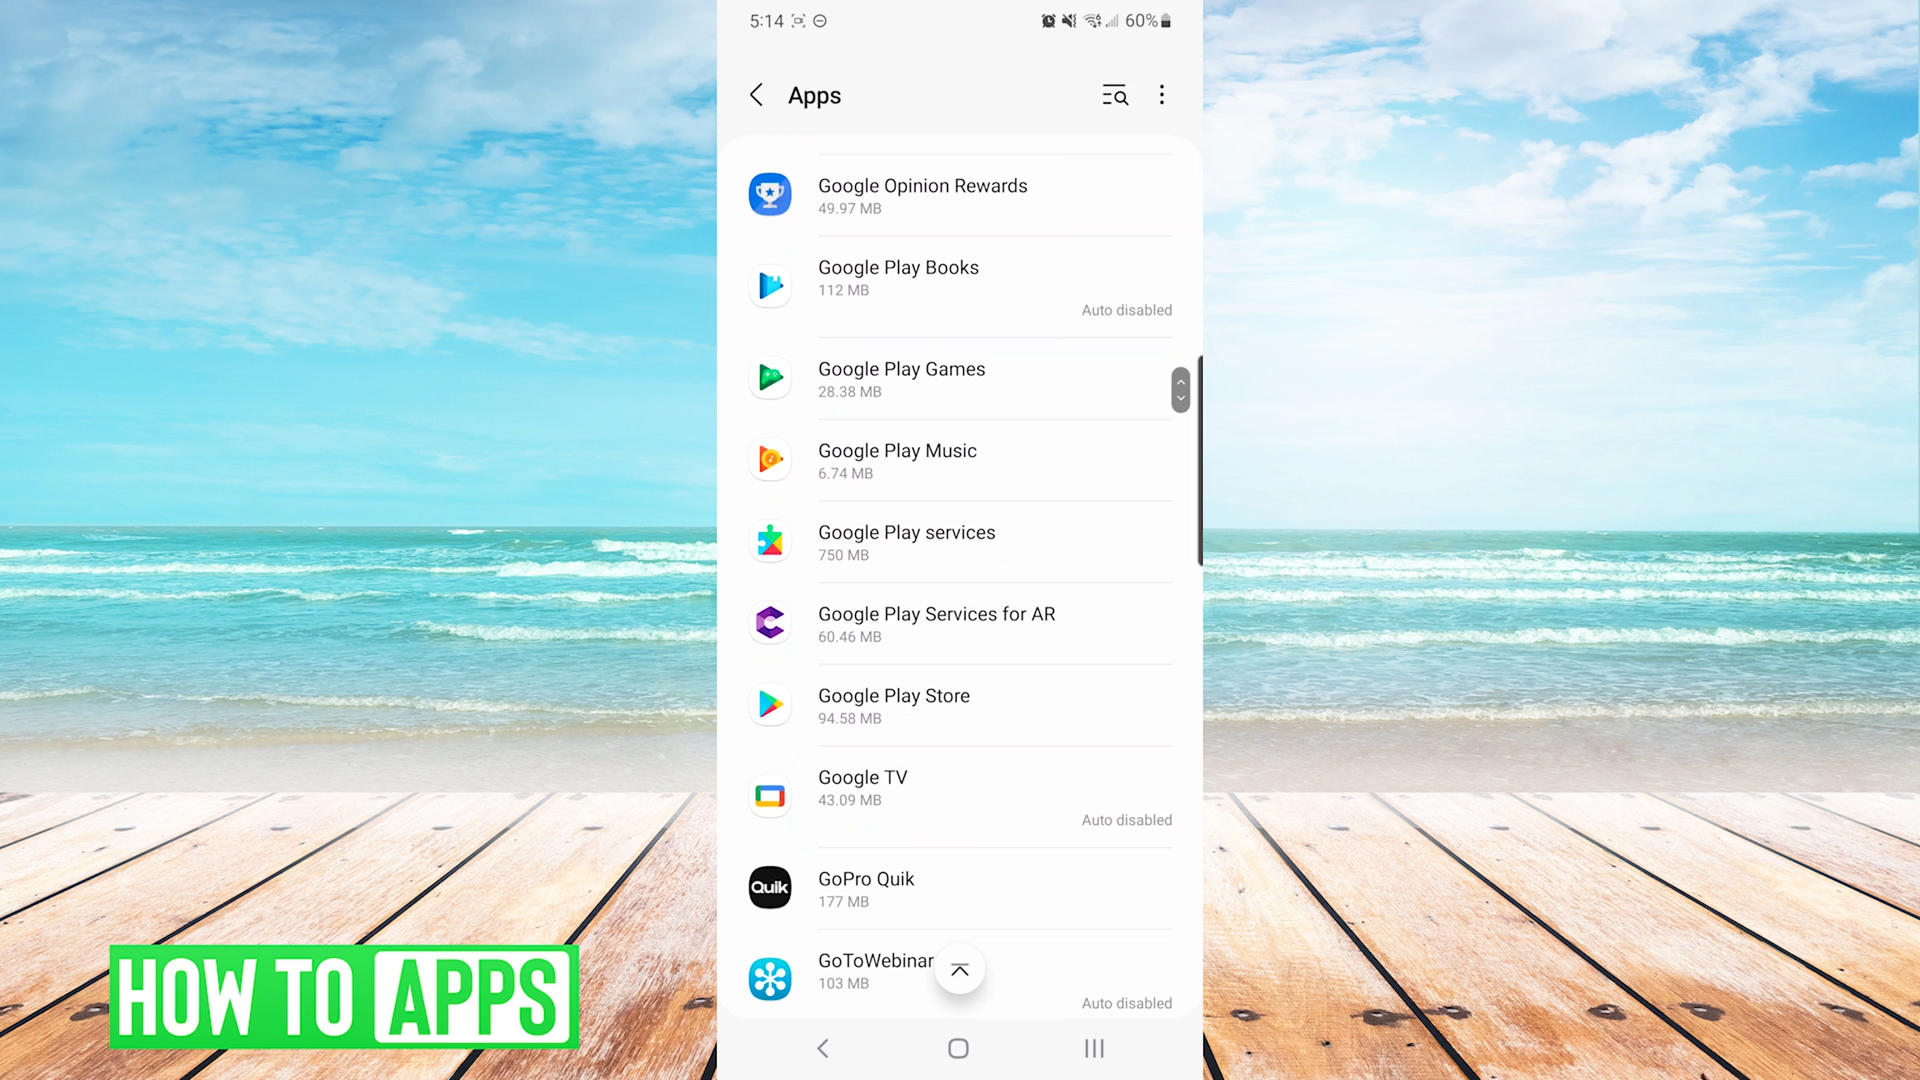 5:14
60%
Apps
Google Opinion Rewards
49.97 MB
Google Play Books
112 MB
Auto disabled
Google Play Games
28.38 MB
Google Play Music
6.74 MB
Google Play services
750 MB
Google Play Services for AR
60.46 MB
Google Play Store
94.58 MB
Google TV
43.09 MB
Auto disabled
Quik
GoPro Quik
177 MB
GoToWebinar
103 MB
Auto disabled
HOW TO APPS